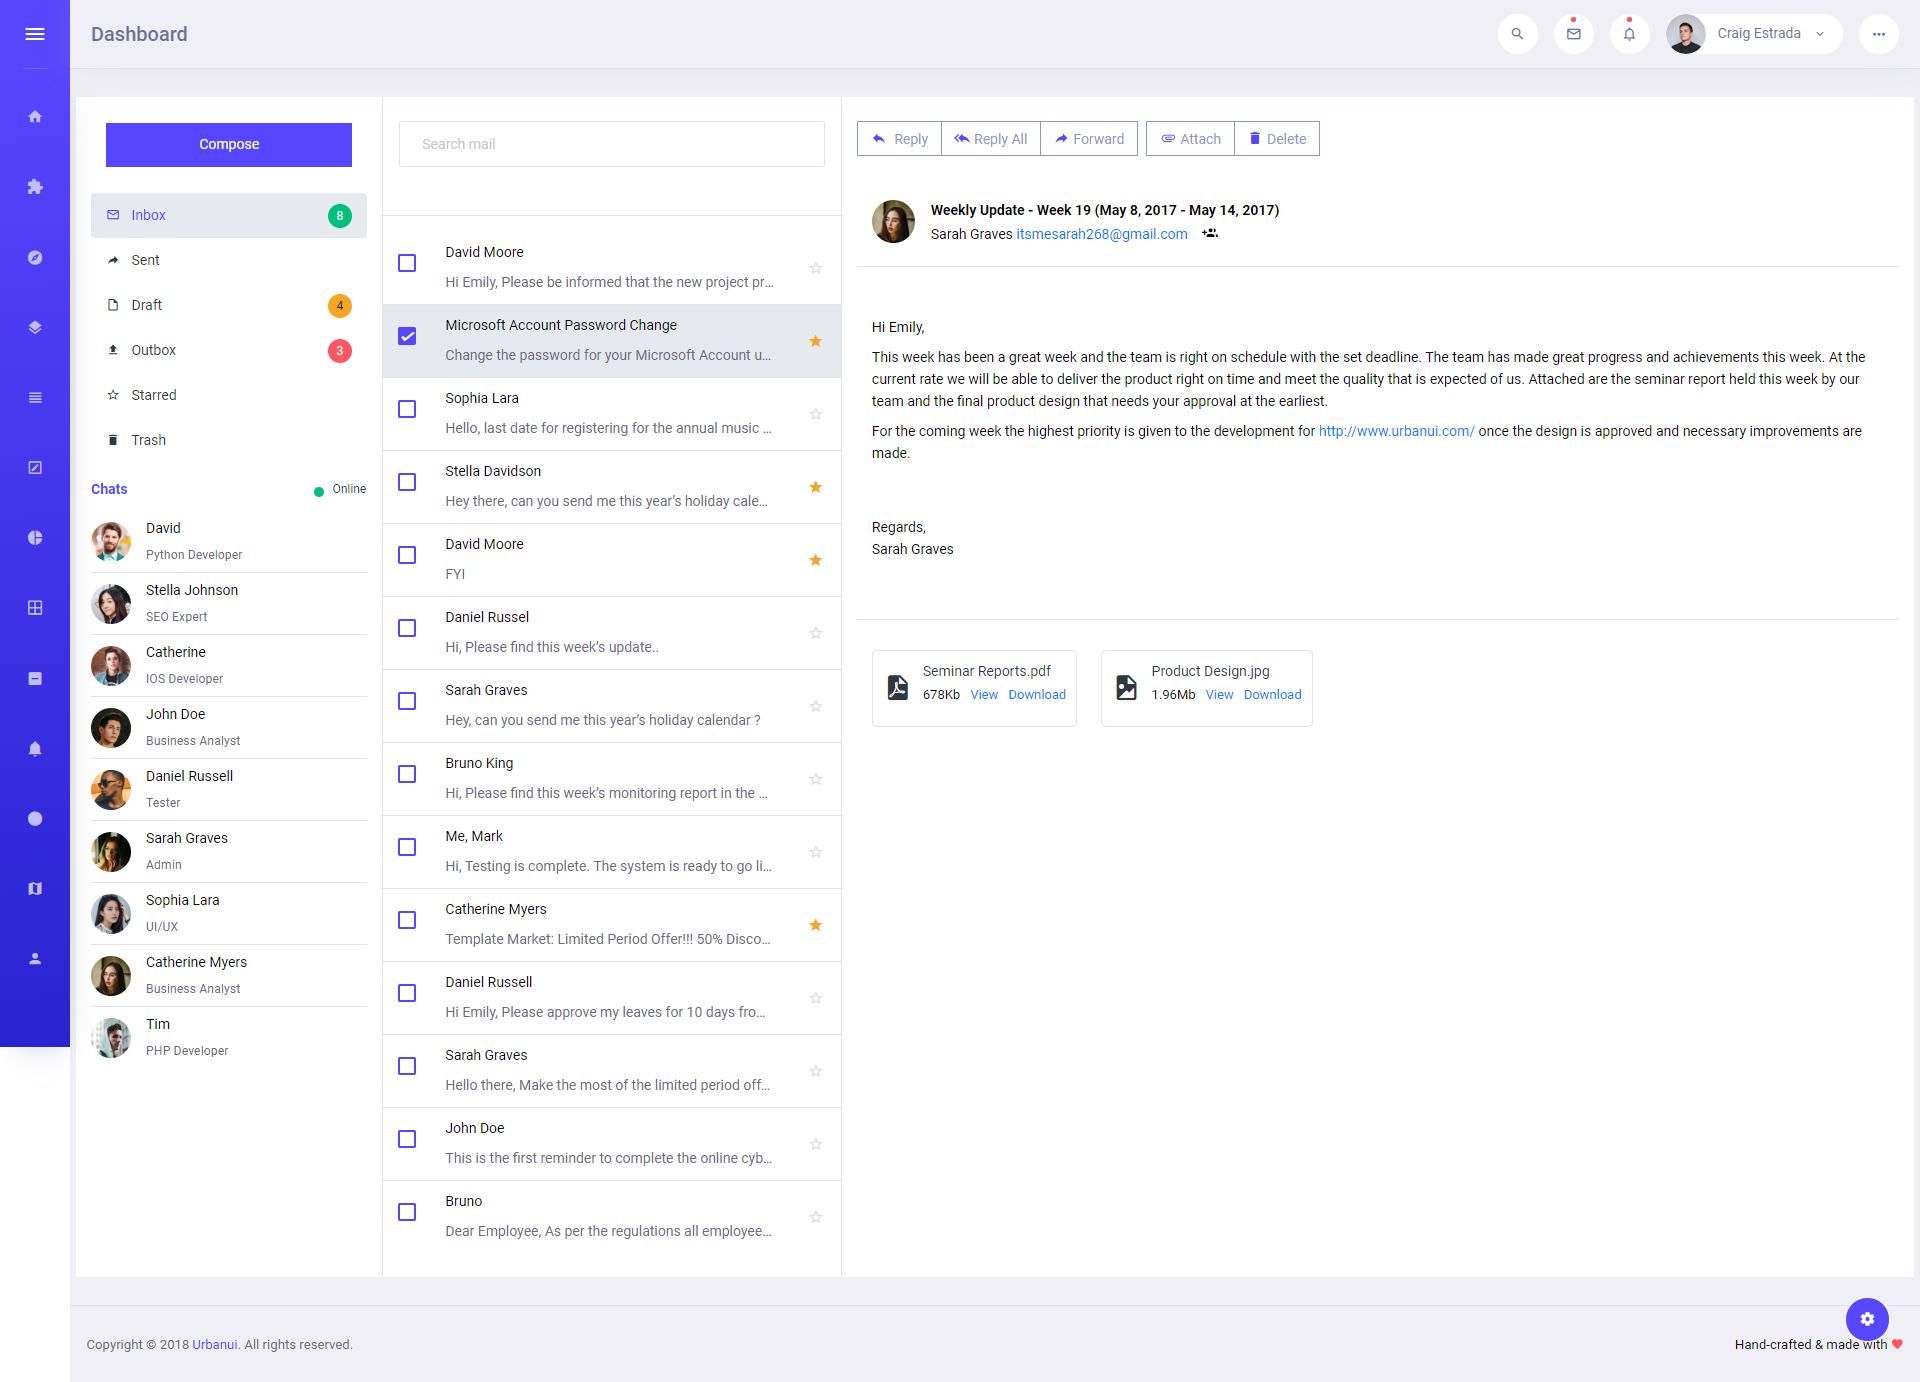 Dashboard
Craig Estrada
Compose
Inbox 8
Sent
Draft 4
Outbox 3
Starred
Trash
Chats Online
David
Python Developer
Stella Johnson
SEO Expert
Catherine
IOS Developer
John Doe
Business Analyst
Daniel Russell
Tester
Sarah Graves
Admin
Sophia Lara
UI/UX
Catherine Myers
Business Analyst
Tim
PHP Developer
Search mail
David Moore
Hi Emily, Please be informed that the new project pr...
Microsoft Account Password Change
Change the password for your Microsoft Account u...
Sophia Lara
Hello, last date for registering for the annual music ...
Stella Davidson
Hey there, can you send me this year's holiday cale...
David Moore
FYI
Daniel Russel
Hi, Please find this week's update..
Sarah Graves
Hey, can you send me this year's holiday calendar ?
Bruno King
Hi, Please find this week's monitoring report in the ...
Me, Mark
Hi, Testing is complete. The system is ready to go li...
Catherine Myers
Template Market: Limited Period Offer!!! 50% Disco...
Daniel Russell
Hi Emily, Please approve my leaves for 10 days fro...
Sarah Graves
Hello there, Make the most of the limited period off...
John Doe
This is the first reminder to complete the online cyb...
Bruno
Dear Employee, As per the regulations all employee...
Reply Reply All Forward Attach Delete
Weekly Update - Week 19 (May 8, 2017 - May 14, 2017)
Sarah Graves itsmesarah268@gmail.com
Hi Emily,
This week has been a great week and the team is right on schedule with the set deadline. The team has made great progress and achievements this week. At the
current rate we will be able to deliver the product right on time and meet the quality that is expected of us. Attached are the seminar report held this week by our
team and the final product design that needs your approval at the earliest.
For the coming week the highest priority is given to the development for http://www.urbanui.com/ once the design is approved and necessary improvements are
made.
Regards,
Sarah Graves
Seminar Reports.pdf
678Kb View Download
Product Design.jpg
1.96Mb View Download
Copyright © 2018 Urbanui. All rights reserved.
Hand-crafted & made with